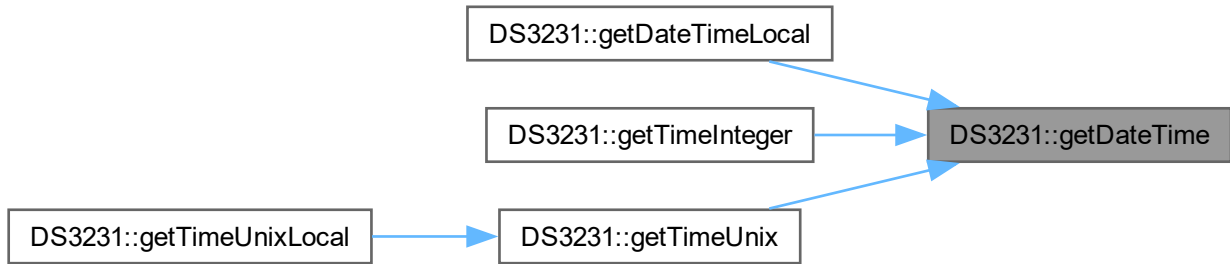 DS3231::getDateTimeLocal
DS3231::getTimeInteger
DS3231::getDateTime
DS3231::getTimeUnixLocal
DS3231::getTimeUnix